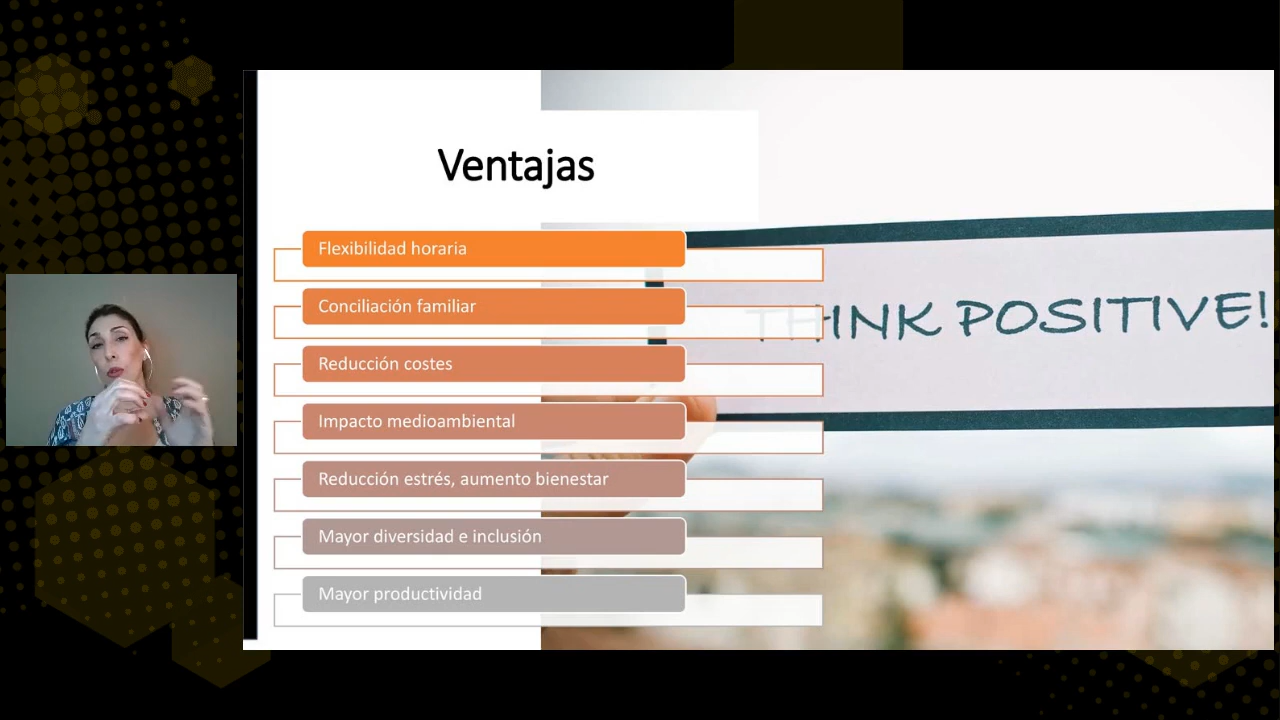 Ventajas
Flexibilidad horaria
Conciliación familiar
Reducción costes
Impacto medioambiental
Reducción estrés, aumento bienestar
Mayor diversidad e inclusión
Mayor productividad
THINK POSITIVE!